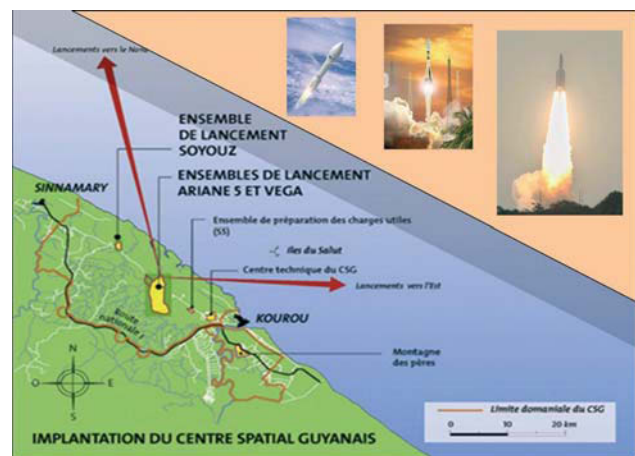 Lancements vers le Nord
ENSEMBLE
DE LANCEMENT
SOYOUZ
ENSEMBLES DE LANCEMENT
ARIANE 5 ET VEGA
SINNAMARY
Ensemble de préparation des charges utiles
(S5)
Iles du Salut
Centre technique du CSG
Lancements vers l'Est
Route
nationale 1
KOUROU
Montagne
des pères
N
O
E
S
Limite domaniale du CSG
0
10
20 km
IMPLANTATION DU CENTRE SPATIAL GUYANAIS